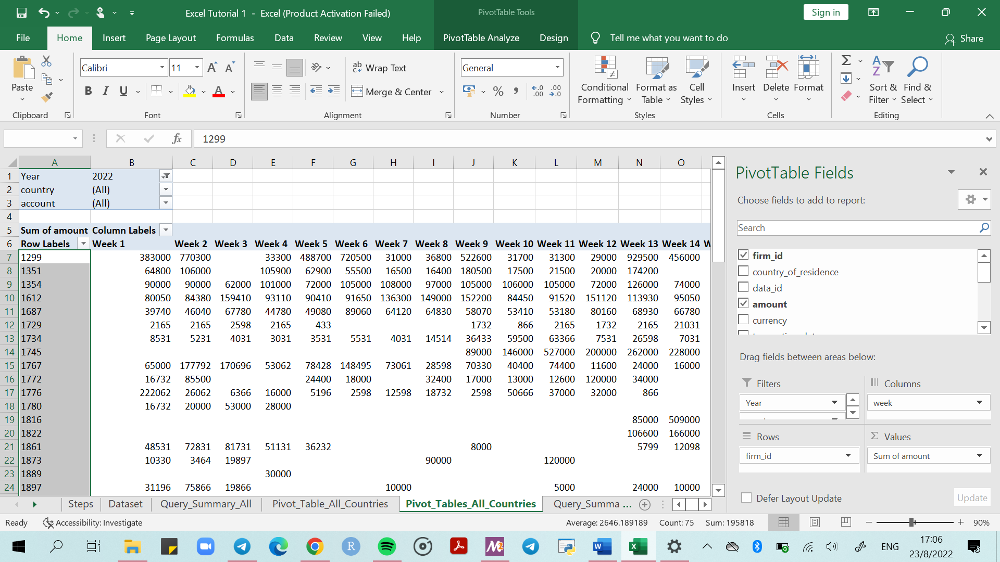 Excel Tutorial 1 - Excel (Product Activation Failed)
PivotTable Tools
Sign in
File Home Insert Page Layout Formulas Data Review View Help PivotTable Analyze Design Tell me what you want to do Share
Paste
Clipboard
Calibri 11
B I U
Font
Wrap Text
Merge & Center
Alignment
General
Number
Conditional Formatting
Format as Table
Cell Styles
Styles
Insert Delete Format
Cells
Sort & Filter
Find & Select
Editing
fx 1299
A B C D E F G H I J K L M N O
1 Year 2022
2 country (All)
3 account (All)
4
5 Sum of amount Column Labels
6 Row Labels Week 1 Week 2 Week 3 Week 4 Week 5 Week 6 Week 7 Week 8 Week 9 Week 10 Week 11 Week 12 Week 13 Week 14 W
7 1299 383000 770300 33300 488700 720500 31000 36800 522600 31700 31300 29000 929500 456000
8 1351 64800 106000 105900 62900 55500 16500 16400 180500 17500 21500 20000 174200
9 1354 90000 90000 62000 101000 72000 105000 108000 97000 105000 106000 105000 72000 126000 74000
10 1612 80050 84380 159410 93110 90410 91650 136300 149000 152200 84450 91520 151120 113930 95050
11 1687 39740 46040 67780 44780 49080 89060 64120 64830 58070 53410 53180 80160 68930 66780
12 1729 2165 2165 2598 2165 433 1732 866 2165 1732 2165 21031
13 1734 8531 5231 4031 3031 3531 5531 4031 14514 36433 59500 63366 7531 26598 7031
14 1745 89000 146000 527000 200000 262000 228000
15 1767 65000 177792 170696 53062 78428 148495 73061 28598 70330 40400 74400 11600 24000 16000
16 1772 16732 85500 24400 18000 32400 17000 13000 12600 120000 34000
17 1776 222062 26062 6366 16000 5196 2598 12598 18732 2598 50666 37000 32000 866
18 1780 16732 20000 53000 28000
19 1816 85000 509000
20 1822 106600 166000
21 1861 48531 72831 81731 51131 36232 8000 5799 12098
22 1873 10330 3464 19897 90000 120000
23 1889 30000
24 1897 31196 75866 19866 10000 5000 24000 10000
PivotTable Fields
Choose fields to add to report:
Search
firm_id
country_of_residence
data_id
amount
currency
Drag fields between areas below:
Filters
Year
Columns
week
Rows
firm_id
Σ Values
Sum of amount
Defer Layout Update
Update
Steps Dataset Query_Summary_All Pivot_Table_All_Countries Pivot_Tables_All_Countries Query_Summa ...
Ready Accessibility: Investigate Average: 2646.189189 Count: 75 Sum: 195818 90%
ENG
17:06
23/8/2022